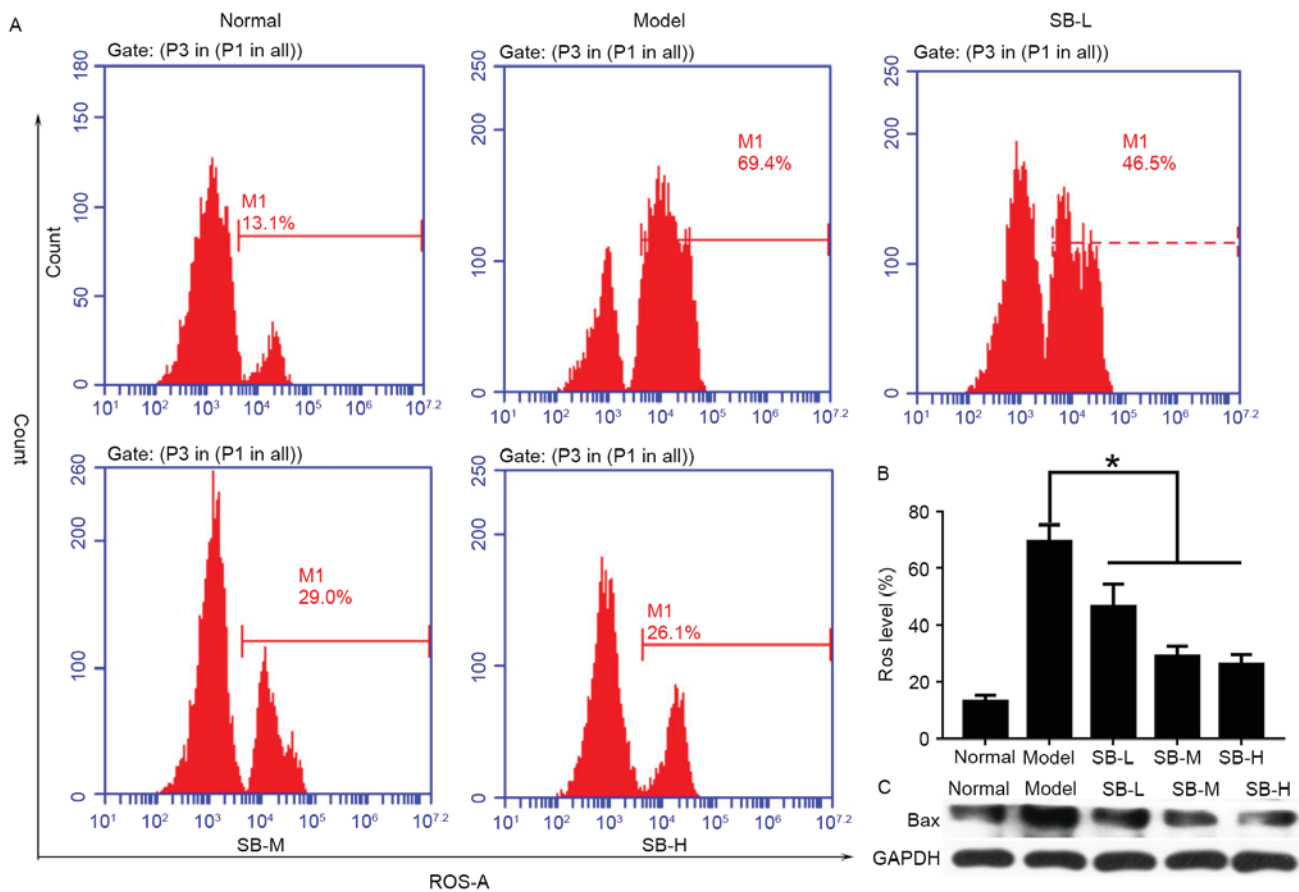 A
Normal
Model
SB-L
Gate: (P3 in (P1 in all))
180
150
100
50
0
Count
M1
13.1%
10¹ 10² 10³ 10⁴ 10⁵ 10⁶ 10⁷·²
Gate: (P3 in (P1 in all))
250
200
100
0
M1
69.4%
10¹ 10² 10³ 10⁴ 10⁵ 10⁶ 10⁷·²
Gate: (P3 in (P1 in all))
250
200
100
0
M1
46.5%
10¹ 10² 10³ 10⁴ 10⁵ 10⁶ 10⁷·²
Count
Gate: (P3 in (P1 in all))
260
200
100
0
M1
29.0%
10¹ 10² 10³ 10⁴ 10⁵ 10⁶ 10⁷·²
SB-M
Gate: (P3 in (P1 in all))
250
200
100
0
M1
26.1%
10¹ 10² 10³ 10⁴ 10⁵ 10⁶ 10⁷·²
SB-H
ROS-A
B
*
Ros level (%)
80
60
40
20
0
Normal Model SB-L SB-M SB-H
C
Normal Model SB-L SB-M SB-H
Bax
GAPDH